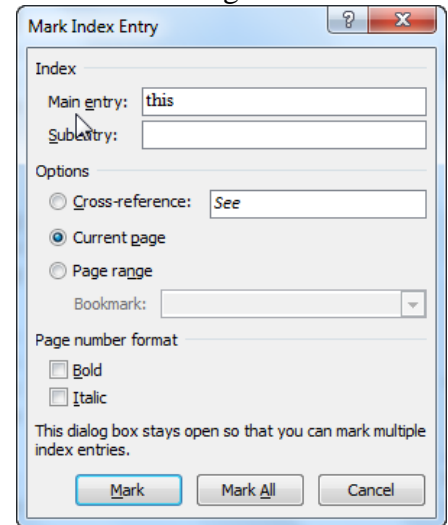 Mark Index Entry
Index
Main entry: this
Subentry:
Options
Cross-reference: See
Current page
Page range
Bookmark:
Page number format
Bold
Italic
This dialog box stays open so that you can mark multiple
index entries.
Mark Mark All Cancel